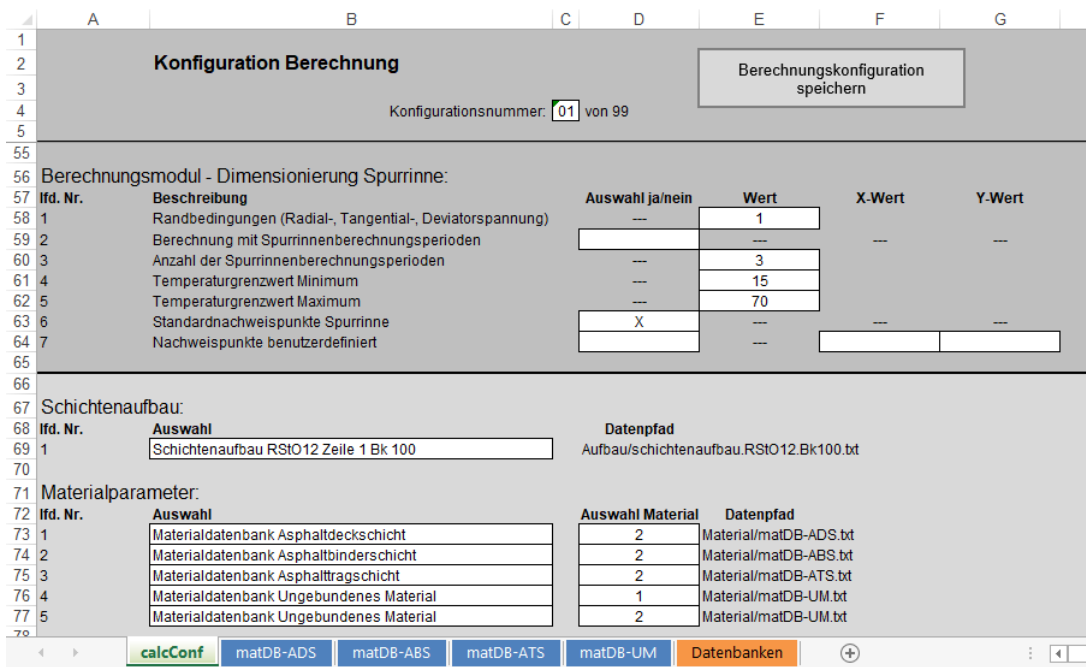 A B C D E F G
1
2 Konfiguration Berechnung Berechnungskonfiguration
3 speichern
4 Konfigurationsnummer: 01 von 99
5
55
56 Berechnungsmodul - Dimensionierung Spurrinne:
57 lfd. Nr. Beschreibung Auswahl ja/nein Wert X-Wert Y-Wert
58 1 Randbedingungen (Radial-, Tangential-, Deviatorspannung) --- 1
59 2 Berechnung mit Spurrinnenberechnungsperioden --- --- ---
60 3 Anzahl der Spurrinnenberechnungsperioden --- 3
61 4 Temperaturgrenzwert Minimum --- 15
62 5 Temperaturgrenzwert Maximum --- 70
63 6 Standardnachweispunkte Spurrinne X --- --- ---
64 7 Nachweispunkte benutzerdefiniert ---
65
66
67 Schichtenaufbau:
68 lfd. Nr. Auswahl Datenpfad
69 1 Schichtenaufbau RStO12 Zeile 1 Bk 100 Aufbau/schichtenaufbau.RStO12.Bk100.txt
70
71 Materialparameter:
72 lfd. Nr. Auswahl Auswahl Material Datenpfad
73 1 Materialdatenbank Asphaltdeckschicht 2 Material/matDB-ADS.txt
74 2 Materialdatenbank Asphaltbinderschicht 2 Material/matDB-ABS.txt
75 3 Materialdatenbank Asphalttragschicht 2 Material/matDB-ATS.txt
76 4 Materialdatenbank Ungebundenes Material 1 Material/matDB-UM.txt
77 5 Materialdatenbank Ungebundenes Material 2 Material/matDB-UM.txt
78
calcConf matDB-ADS matDB-ABS matDB-ATS matDB-UM Datenbanken